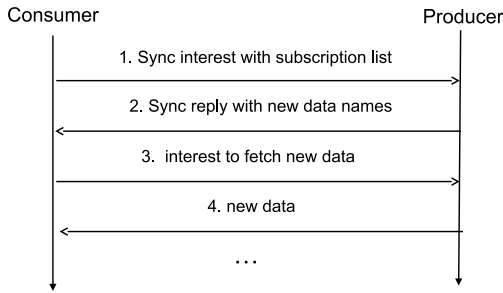 Consumer
Producer
1. Sync interest with subscription list
2. Sync reply with new data names
3. interest to fetch new data
4. new data
...